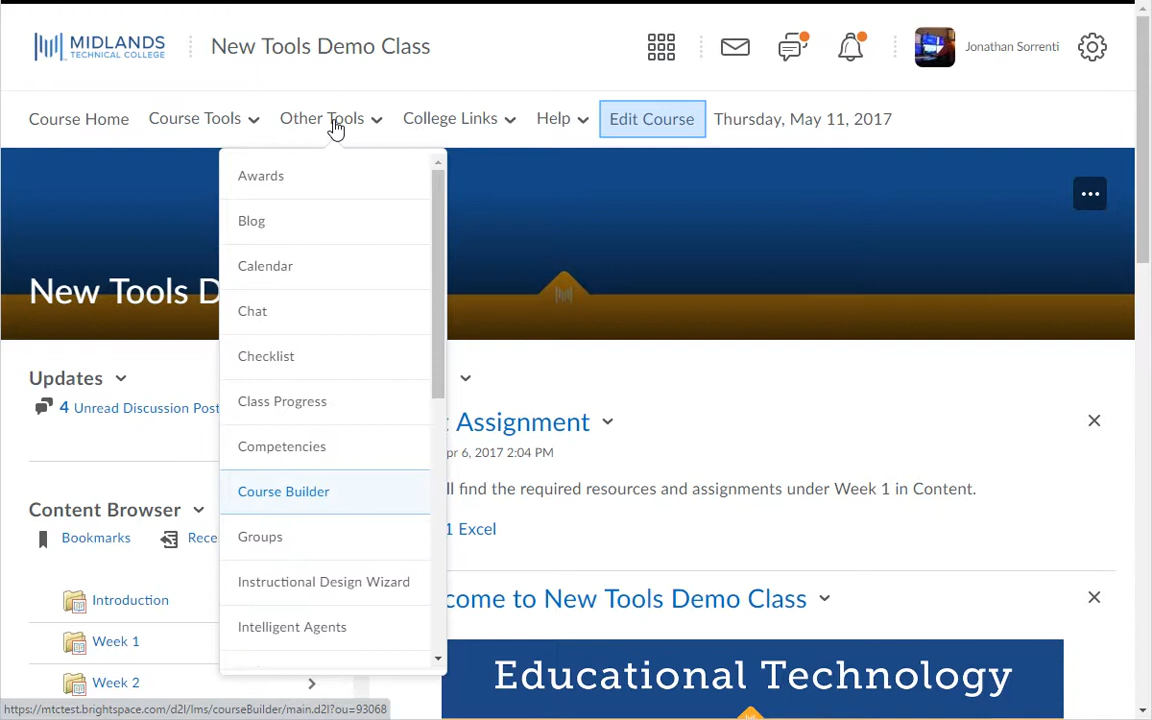 MIDLANDS
TECHNICAL COLLEGE
New Tools Demo Class
Jonathan Sorrenti
Course Home
Course Tools
Other Tools
College Links
Help
Edit Course
Thursday, May 11, 2017
New Tools D
Awards
Blog
Calendar
Chat
Checklist
Class Progress
Competencies
Course Builder
Groups
Instructional Design Wizard
Intelligent Agents
Updates
4 Unread Discussion Post
Content Browser
Bookmarks
Rece
Introduction
Week 1
Week 2
Assignment
pr 6, 2017 2:04 PM
ll find the required resources and assignments under Week 1 in Content.
1 Excel
come to New Tools Demo Class
Educational Technology
https://mtctest.brightspace.com/d2l/lms/courseBuilder/main.d2l?ou=93068